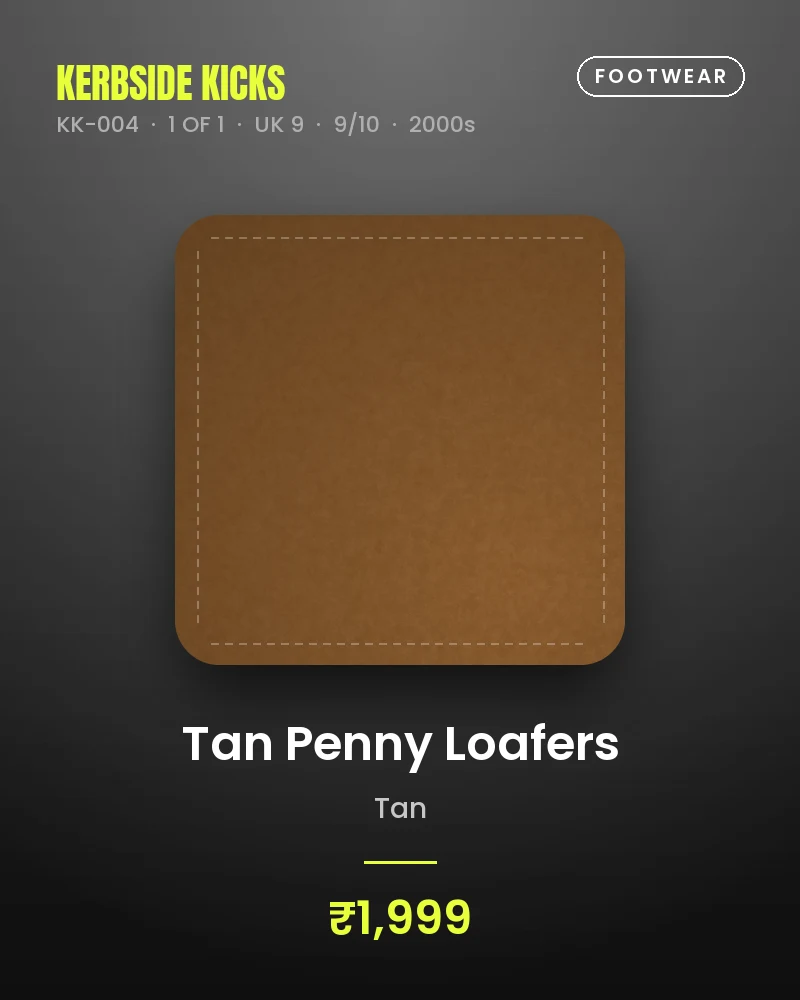 KERBSIDE KICKS
FOOTWEAR
KK-004 · 1 OF 1 · UK 9 · 9/10 · 2000s
Tan Penny Loafers
Tan
₹1,999